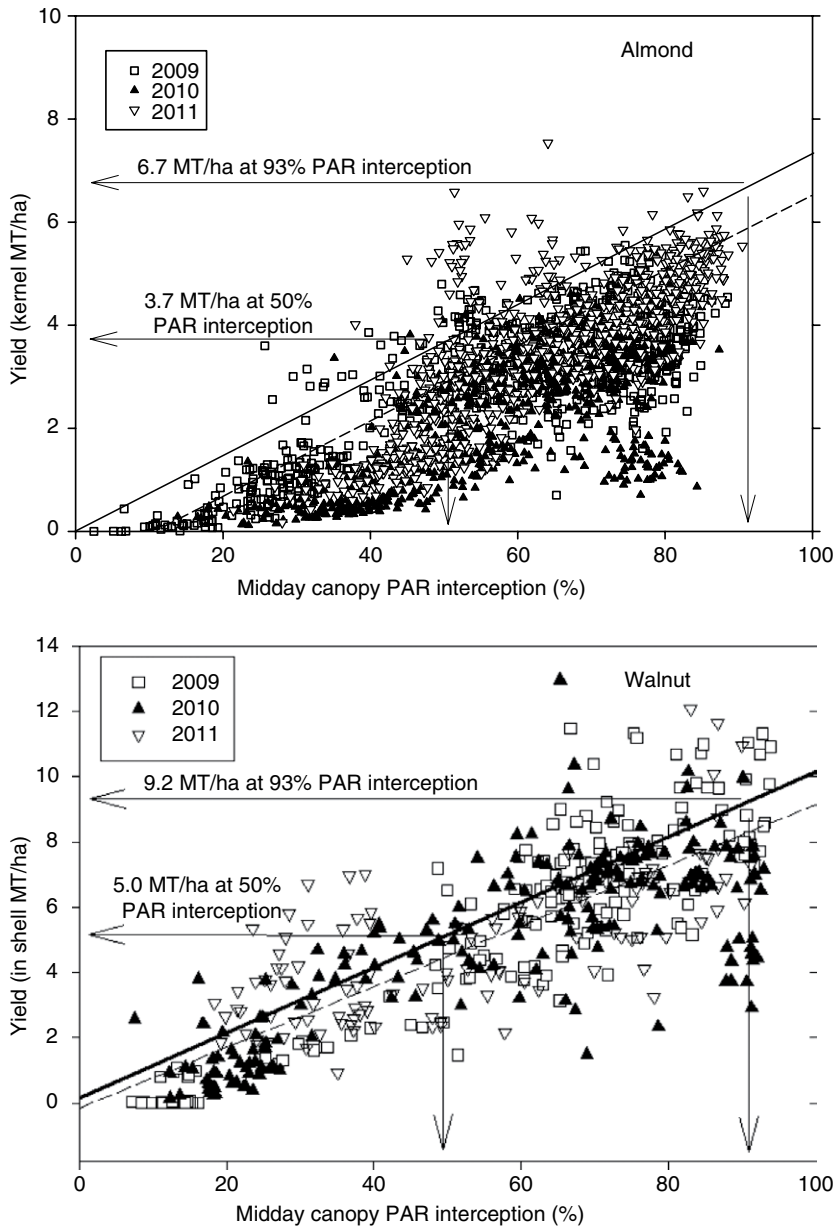 10
Almond
2009
2010
2011
8
6.7 MT/ha at 93% PAR interception
6
3.7 MT/ha at 50%
PAR interception
4
2
0
Yield (kernel MT/ha)
0 20 40 60 80 100
Midday canopy PAR interception (%)
14
Walnut
2009
2010
2011
12
10
9.2 MT/ha at 93% PAR interception
8
5.0 MT/ha at 50%
PAR interception
6
4
2
0
Yield (in shell MT/ha)
0 20 40 60 80 100
Midday canopy PAR interception (%)